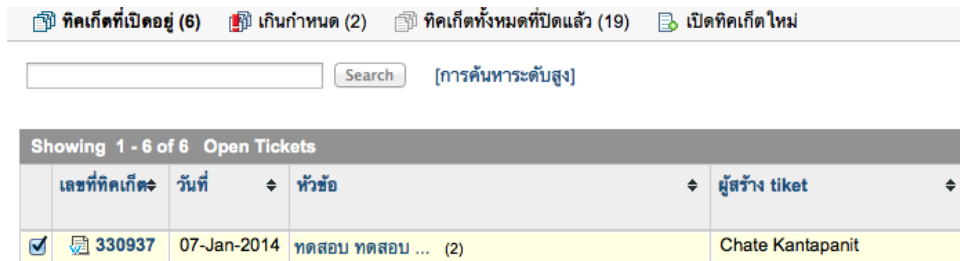 ทิคเก็ตที่เปิดอยู่ (6) เกินกำหนด (2) ทิคเก็ตทั้งหมดที่ปิดแล้ว (19) เปิดทิคเก็ตใหม่
Search [การค้นหาระดับสูง]
Showing 1 - 6 of 6 Open Tickets
เลขที่ทิคเก็ต วันที่ หัวข้อ ผู้สร้าง tiket
330937 07-Jan-2014 ทดสอบ ทดสอบ ... (2) Chate Kantapanit